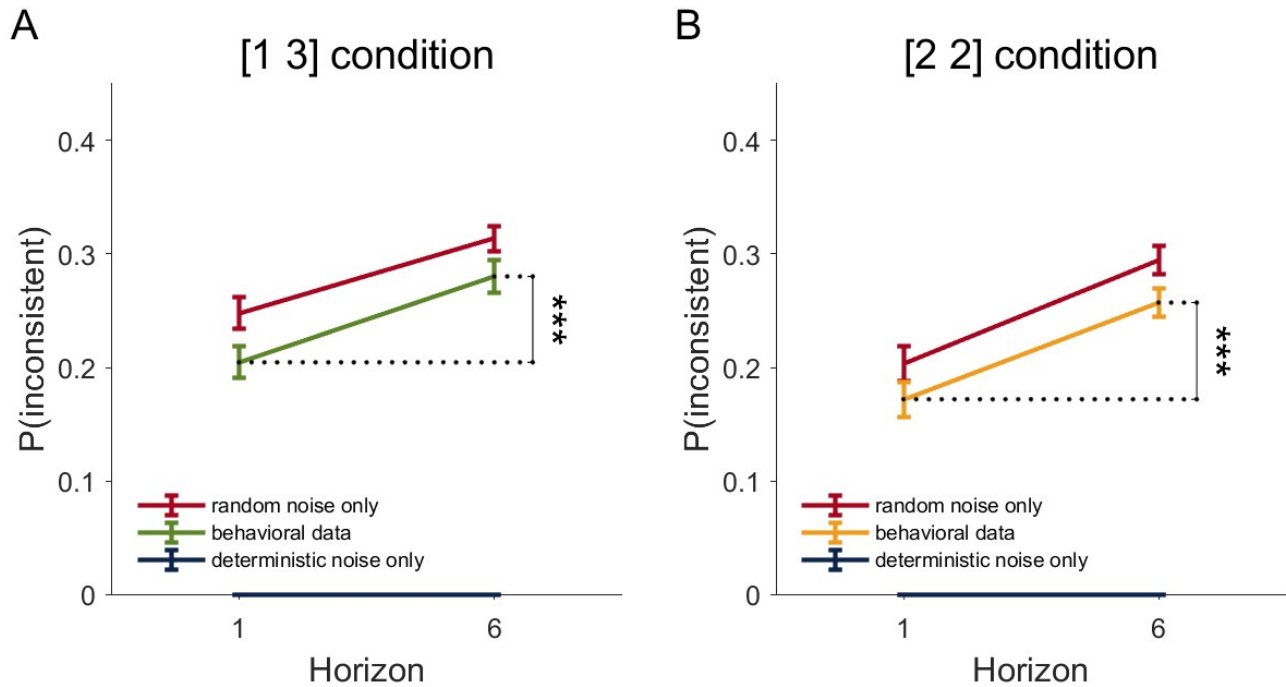 A
[1 3] condition
P(inconsistent)
0.4
0.3
0.2
0.1
0
***
random noise only
behavioral data
deterministic noise only
1 6
Horizon
B
[2 2] condition
P(inconsistent)
0.4
0.3
0.2
0.1
0
***
random noise only
behavioral data
deterministic noise only
1 6
Horizon